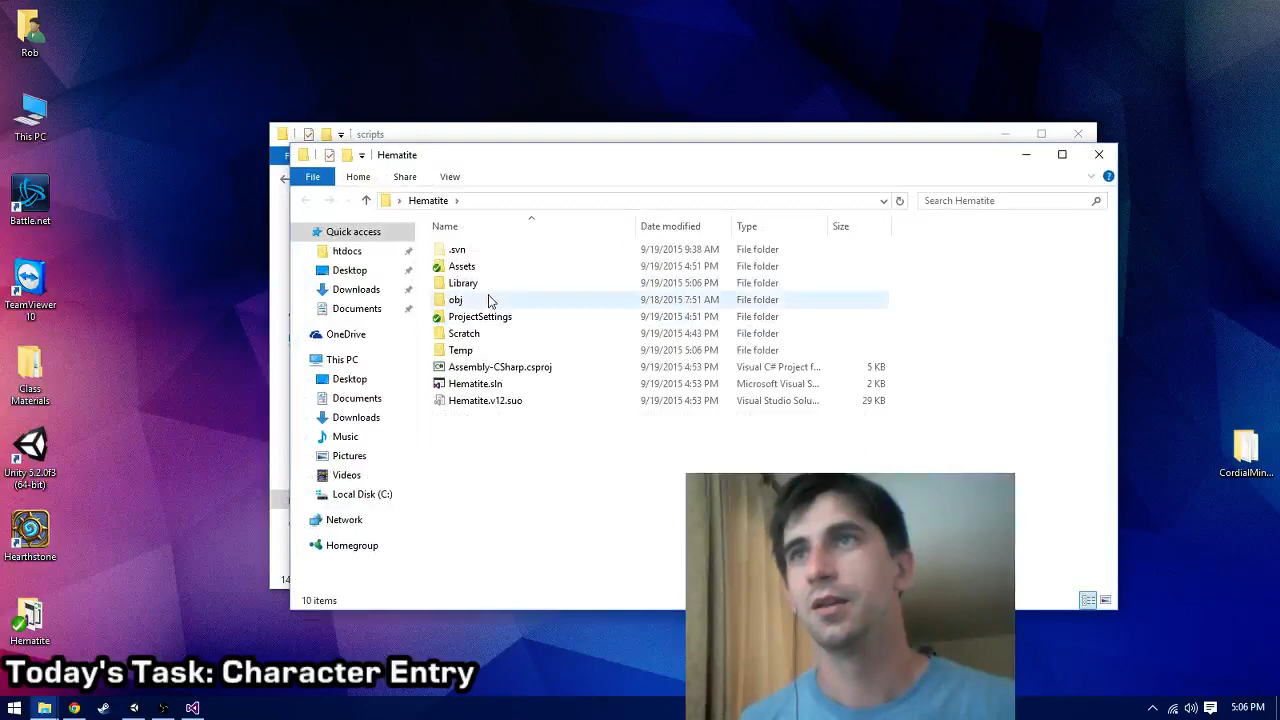 Rob
This PC
Battle.net
TeamViewer
10
Class
Materials
Unity 5.2.0f3
(64-bit)
Hearthstone
Hematite
CordialMin...
scripts
Hematite
File
Home
Share
View
Hematite
Search Hematite
Name
Date modified
Type
Size
Quick access
htdocs
Desktop
Downloads
Documents
OneDrive
This PC
Desktop
Documents
Downloads
Music
Pictures
Videos
Local Disk (C:)
Network
Homegroup
.svn 9/19/2015 9:38 AM File folder
Assets 9/19/2015 4:51 PM File folder
Library 9/19/2015 5:06 PM File folder
obj 9/18/2015 7:51 AM File folder
ProjectSettings 9/19/2015 4:51 PM File folder
Scratch 9/19/2015 4:43 PM File folder
Temp 9/19/2015 5:06 PM File folder
Assembly-CSharp.csproj 9/19/2015 4:53 PM Visual C# Project f... 5 KB
Hematite.sln 9/19/2015 4:53 PM Microsoft Visual S... 2 KB
Hematite.v12.suo 9/19/2015 4:53 PM Visual Studio Solu... 29 KB
14
10 items
Today's Task: Character Entry
5:06 PM